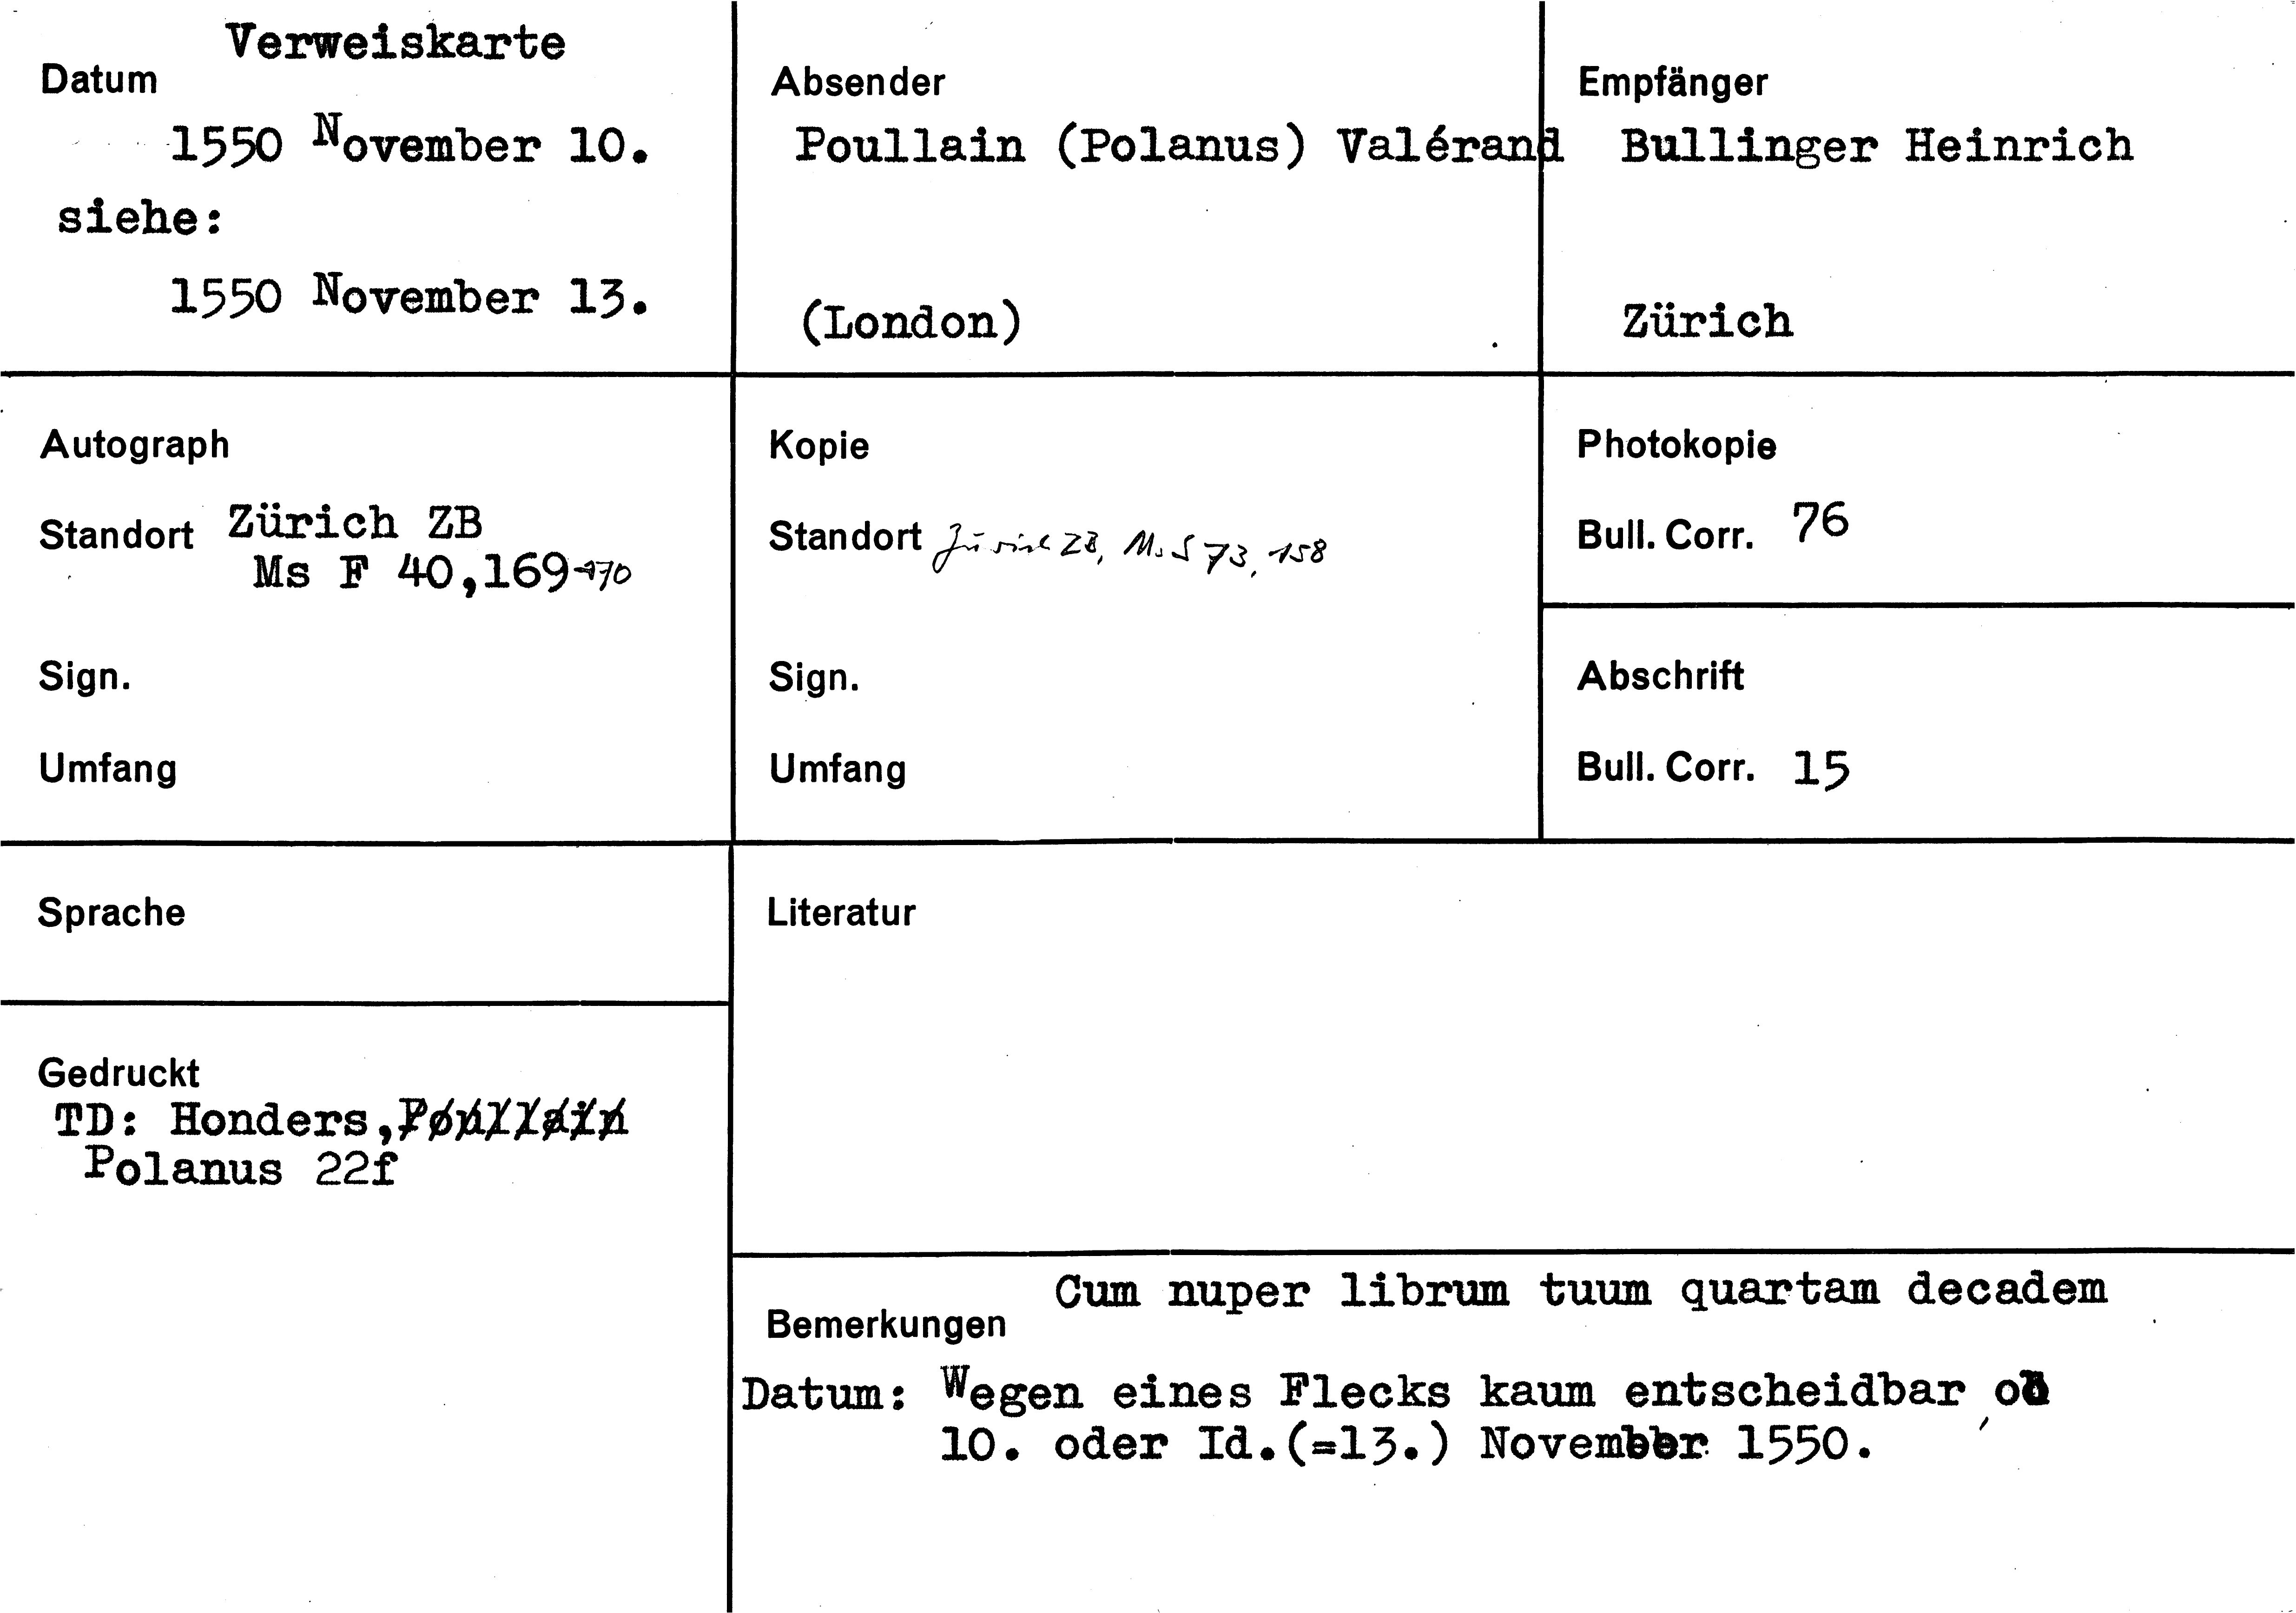 Verweiskarte
Datum
1550 November 10.
siehe:
1550 November 13.
Absender
Poullain (Polanus) Valérand
(London)
Empfänger
Bullinger Heinrich
Zürich
Autograph
Standort Zürich ZB
Ms F 40,169-170
Sign.
Umfang
Kopie
Standort Zürich ZB, Ms S 73, 158
Sign.
Umfang
Photokopie
Bull. Corr. 76
Abschrift
Bull. Corr. 15
Sprache
Gedruckt
TD: Honders, Poullain
Polanus 22f
Literatur
Cum nuper librum tuum quartam decadem
Bemerkungen
Datum: Wegen eines Flecks kaum entscheidbar ob
10. oder Id.(=13.) November 1550.